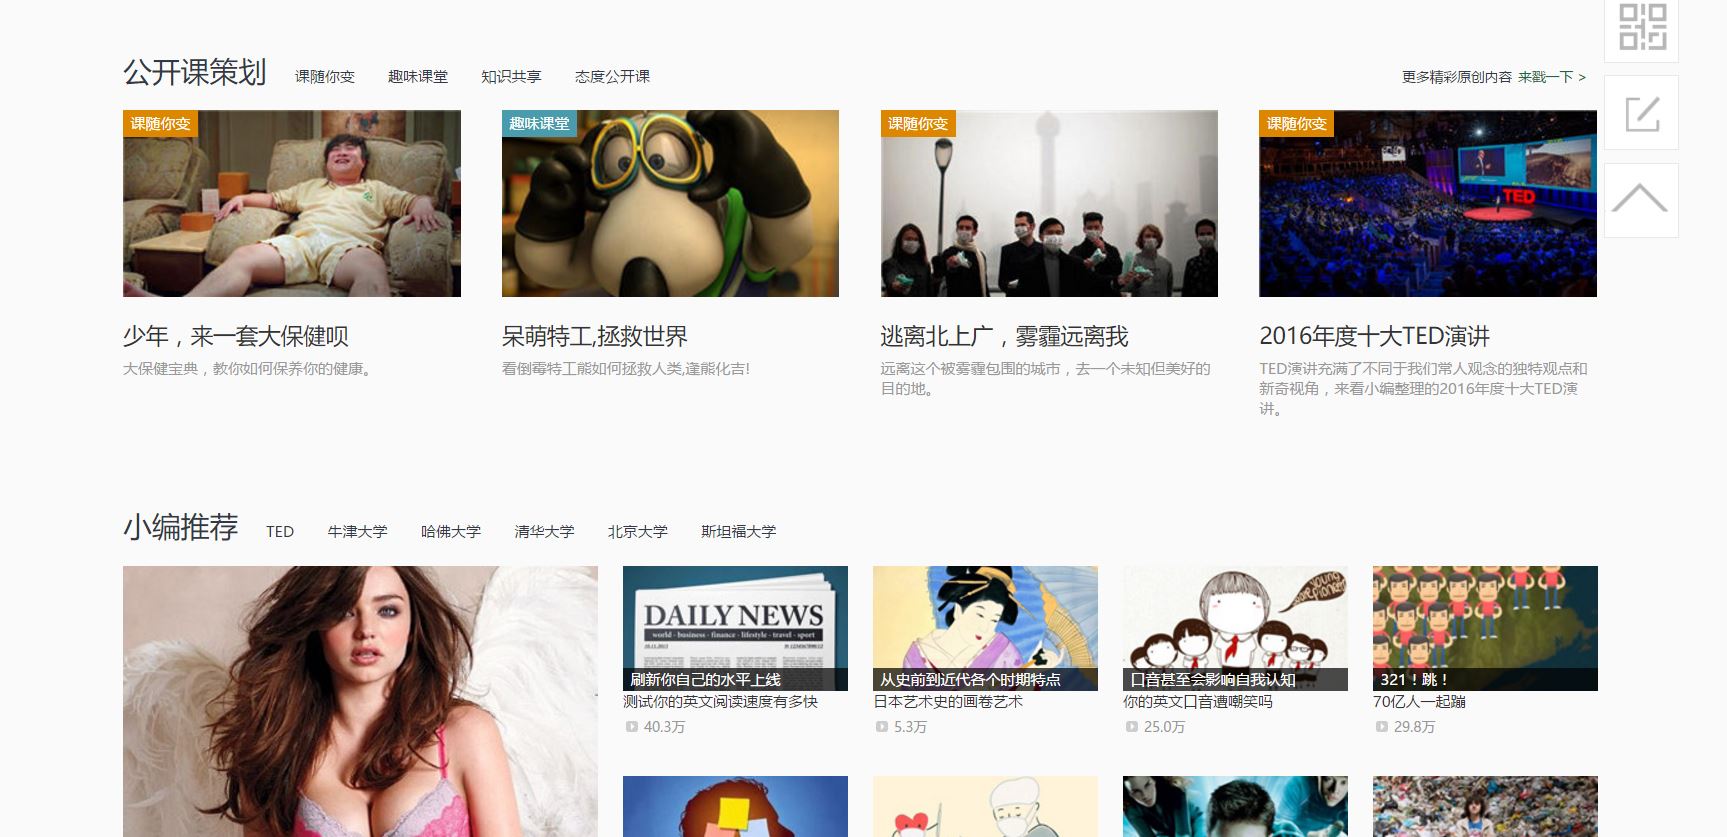 公开课策划 课随你变 趣味课堂 知识共享 态度公开课 更多精彩原创内容 来戳一下 >
课随你变
趣味课堂
课随你变
课随你变
TED
少年，来一套大保健呗
大保健宝典，教你如何保养你的健康。
呆萌特工,拯救世界
看倒霉特工能如何拯救人类,逢熊化吉!
逃离北上广，雾霾远离我
远离这个被雾霾包围的城市，去一个未知但美好的
目的地。
2016年度十大TED演讲
TED演讲充满了不同于我们常人观念的独特观点和
新奇视角，来看小编整理的2016年度十大TED演
讲。
小编推荐 TED 牛津大学 哈佛大学 清华大学 北京大学 斯坦福大学
DAILY NEWS
world - business - finance - lifestyle - travel - sport
刷新你自己的水平上线
测试你的英文阅读速度有多快
40.3万
从史前到近代各个时期特点
日本艺术史的画卷艺术
5.3万
young
pioneers
口音甚至会影响自我认知
你的英文口音遭嘲笑吗
25.0万
321！跳！
70亿人一起蹦
29.8万